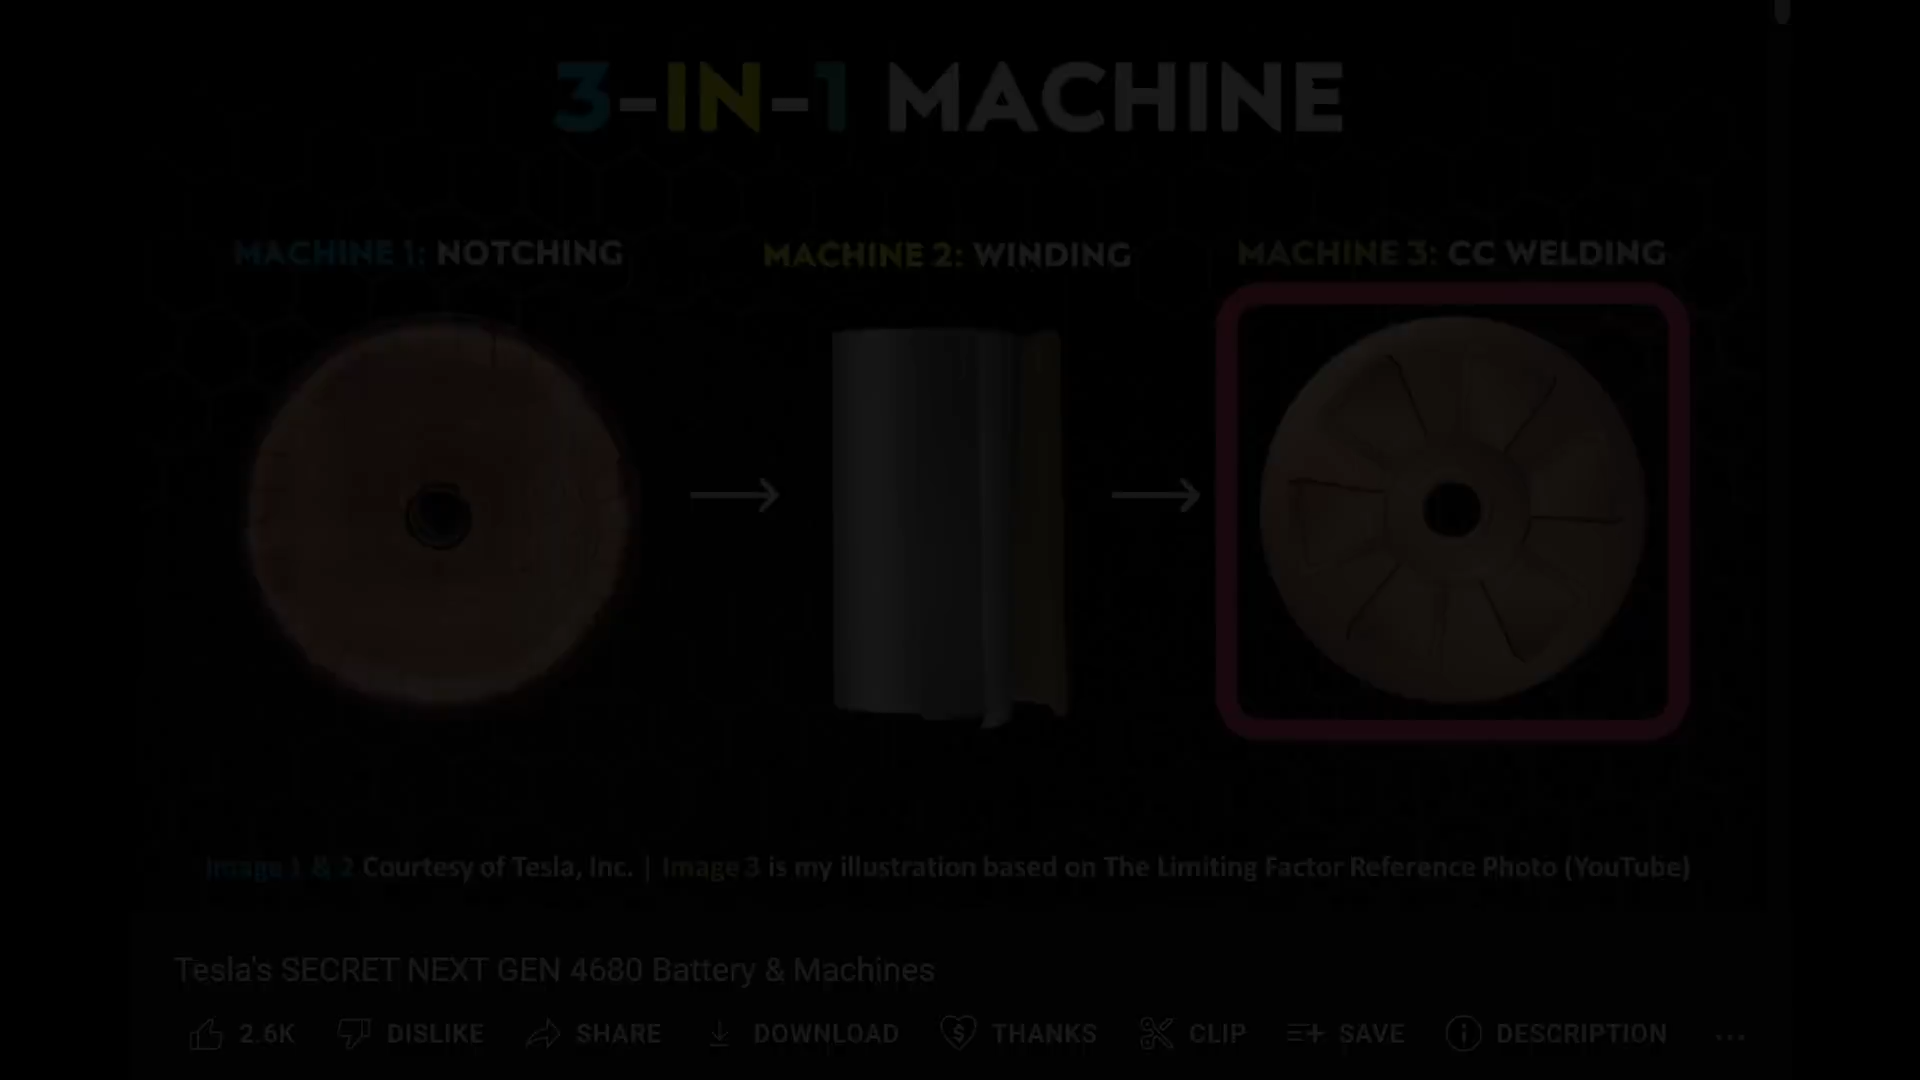 3-IN-1 MACHINE
MACHINE 1: NOTCHING
MACHINE 2: WINDING
MACHINE 3: CC WELDING
Image 1 & 2 Courtesy of Tesla, Inc. | Image 3 is my illustration based on The Limiting Factor Reference Photo (YouTube)
Tesla's SECRET NEXT GEN 4680 Battery & Machines
2.6K DISLIKE SHARE DOWNLOAD THANKS CLIP SAVE DESCRIPTION ...